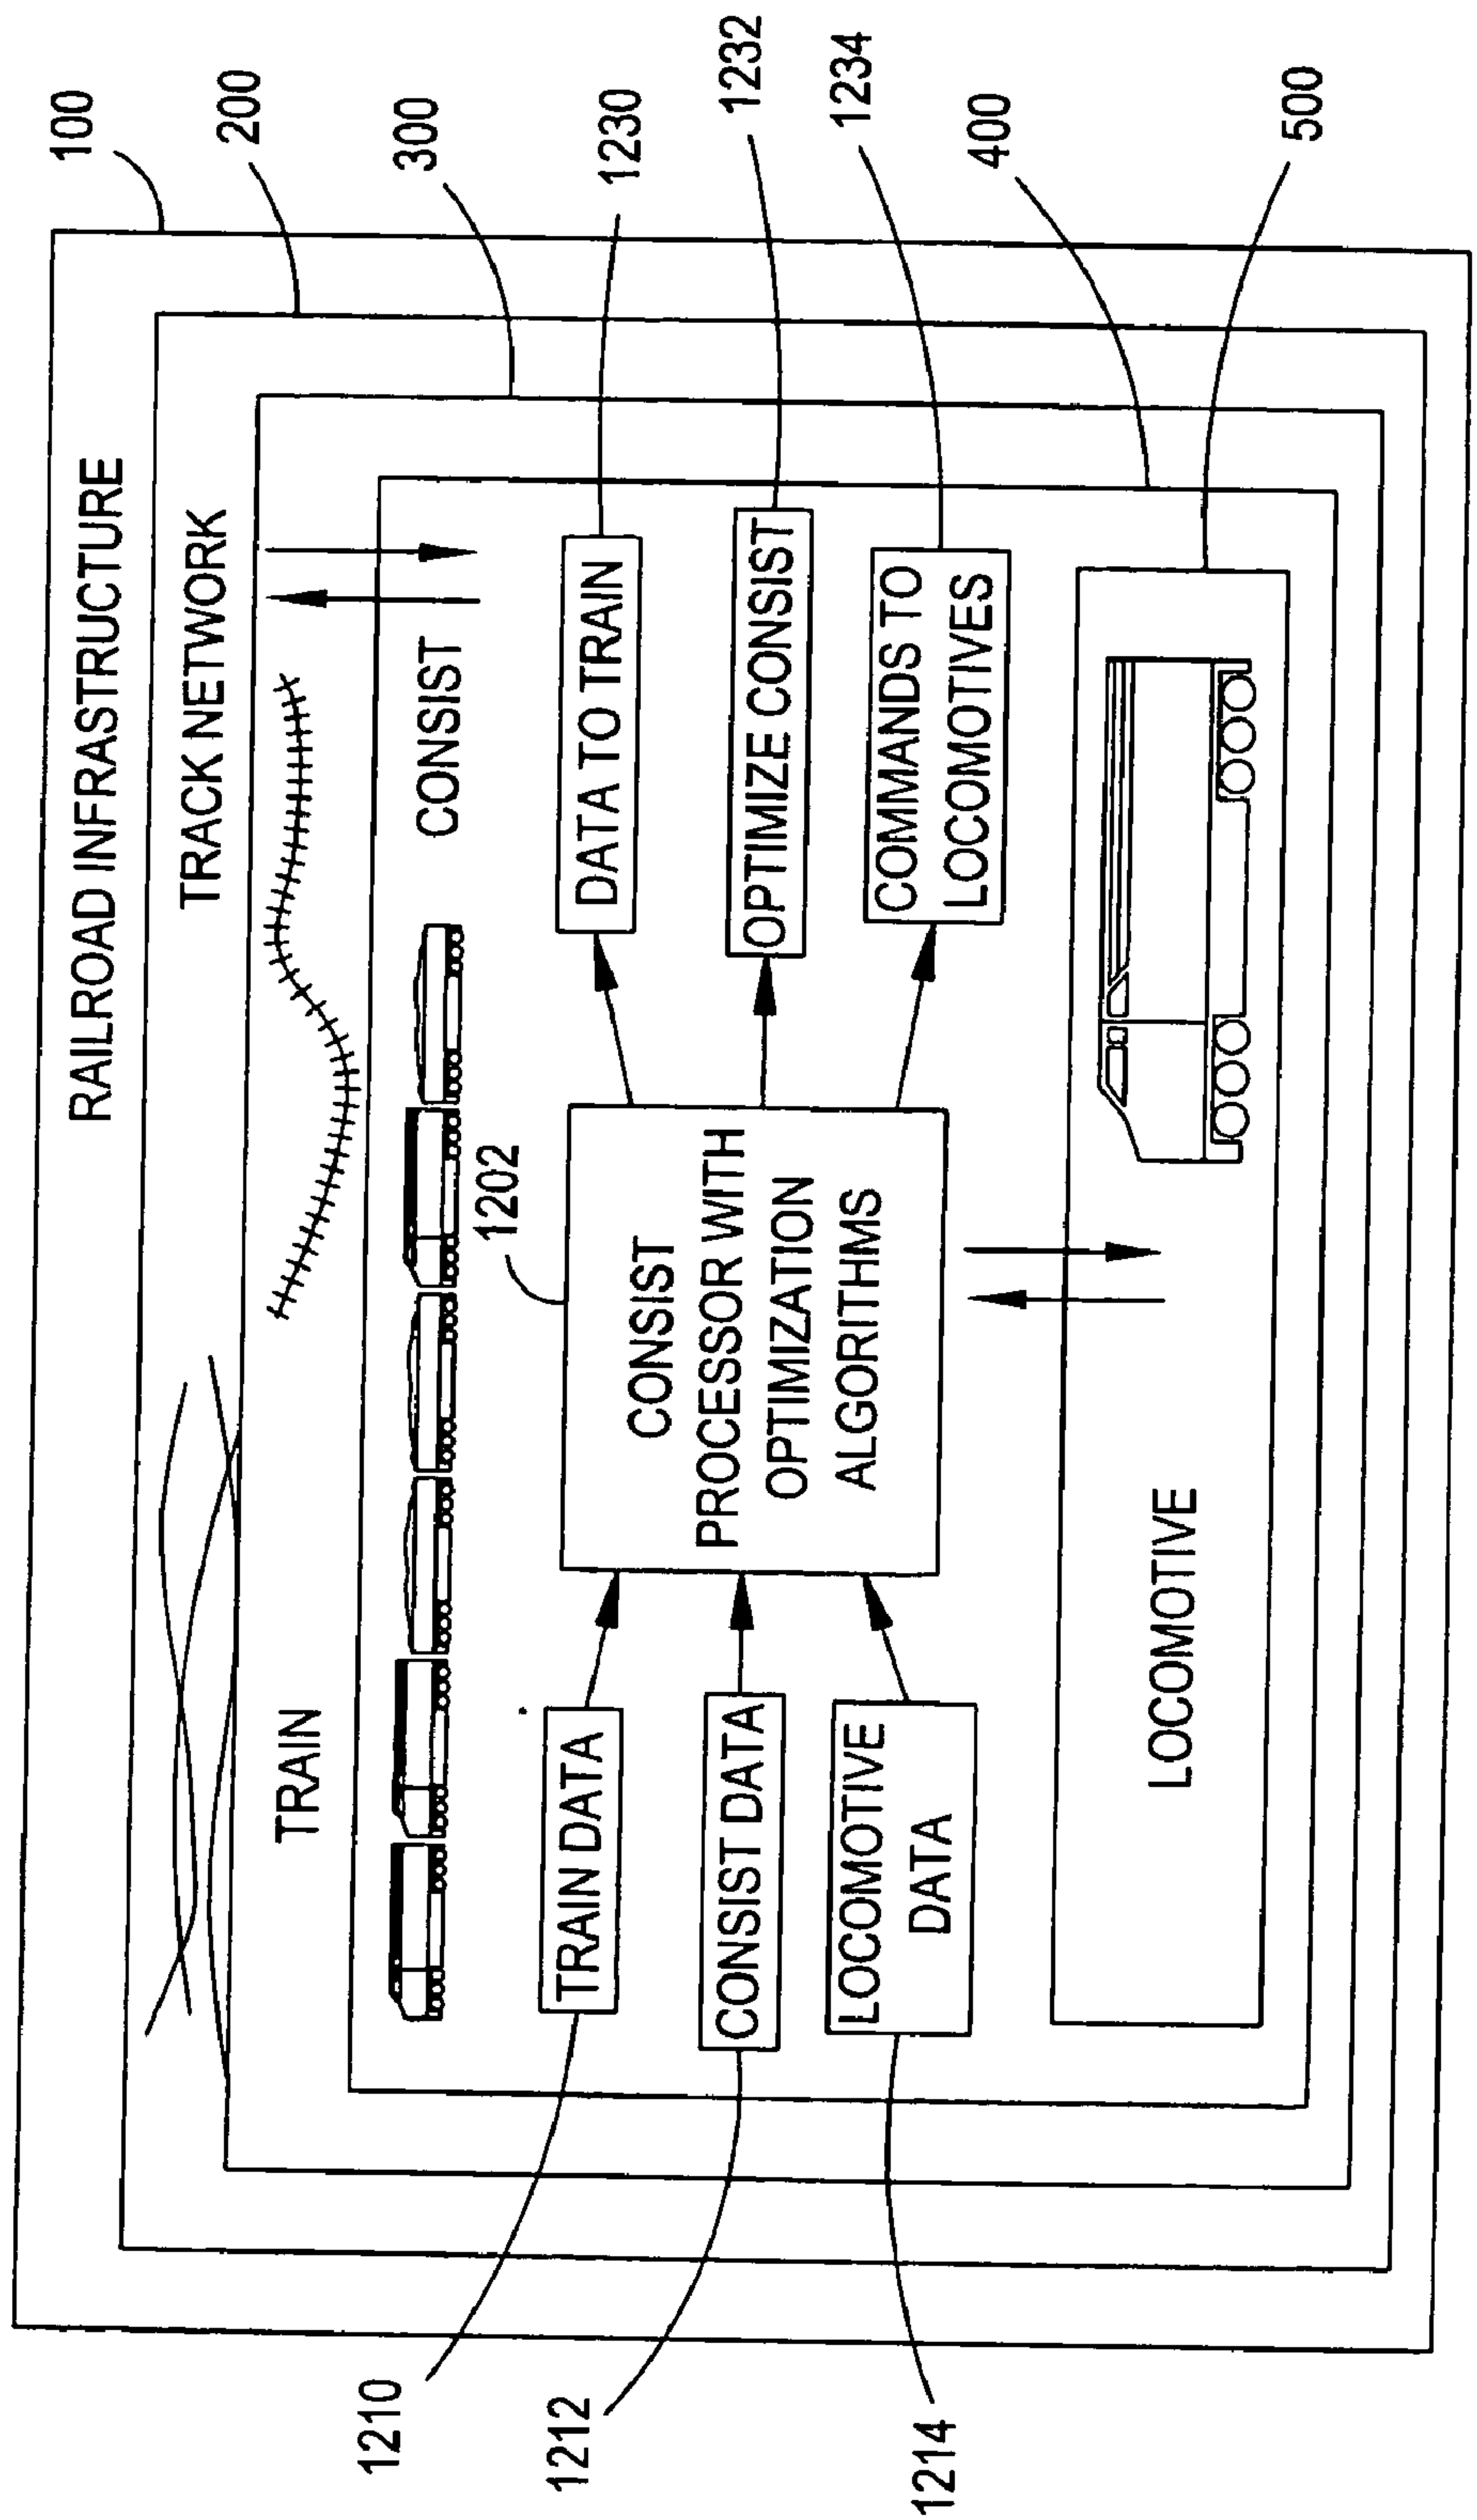 100
200
300
1230
1232
1234
400
500
RAILROAD INFRASTRUCTURE
TRACK NETWORK
TRAIN
CONSIST
1202
TRAIN DATA
CONSIST DATA
LOCOMOTIVE
DATA
CONSIST
PROCESSOR WITH
OPTIMIZATION
ALGORITHMS
DATA TO TRAIN
OPTIMIZE CONSIST
COMMANDS TO
LOCOMOTIVES
LOCOMOTIVE
1210
1212
1214